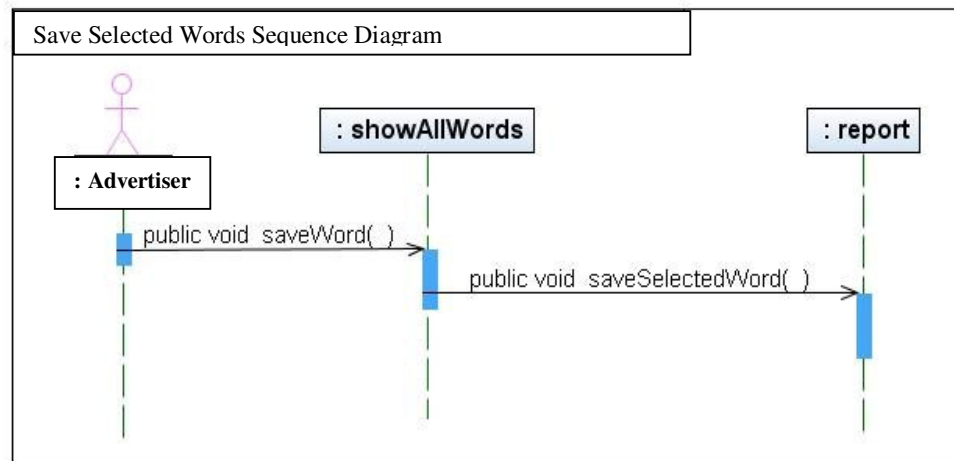 Save Selected Words Sequence Diagram
: showAllWords
: report
: Advertiser
public void saveWord( )
public void saveSelectedWord( )